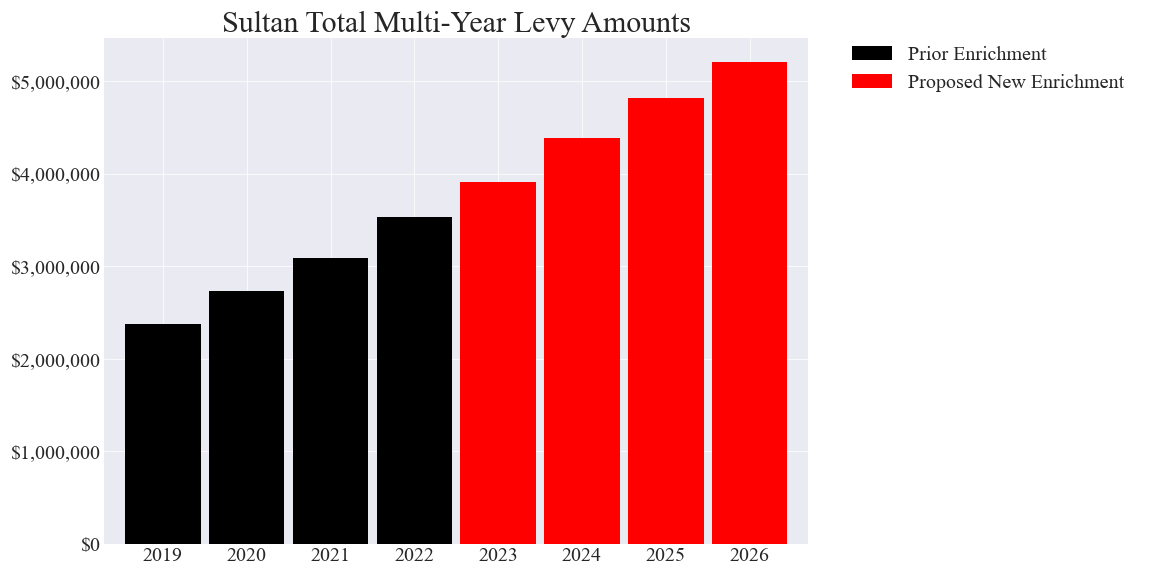 Sultan Total Multi-Year Levy Amounts
Prior Enrichment
Proposed New Enrichment
$5,000,000
$4,000,000
$3,000,000
$2,000,000
$1,000,000
$0
2019 2020 2021 2022 2023 2024 2025 2026